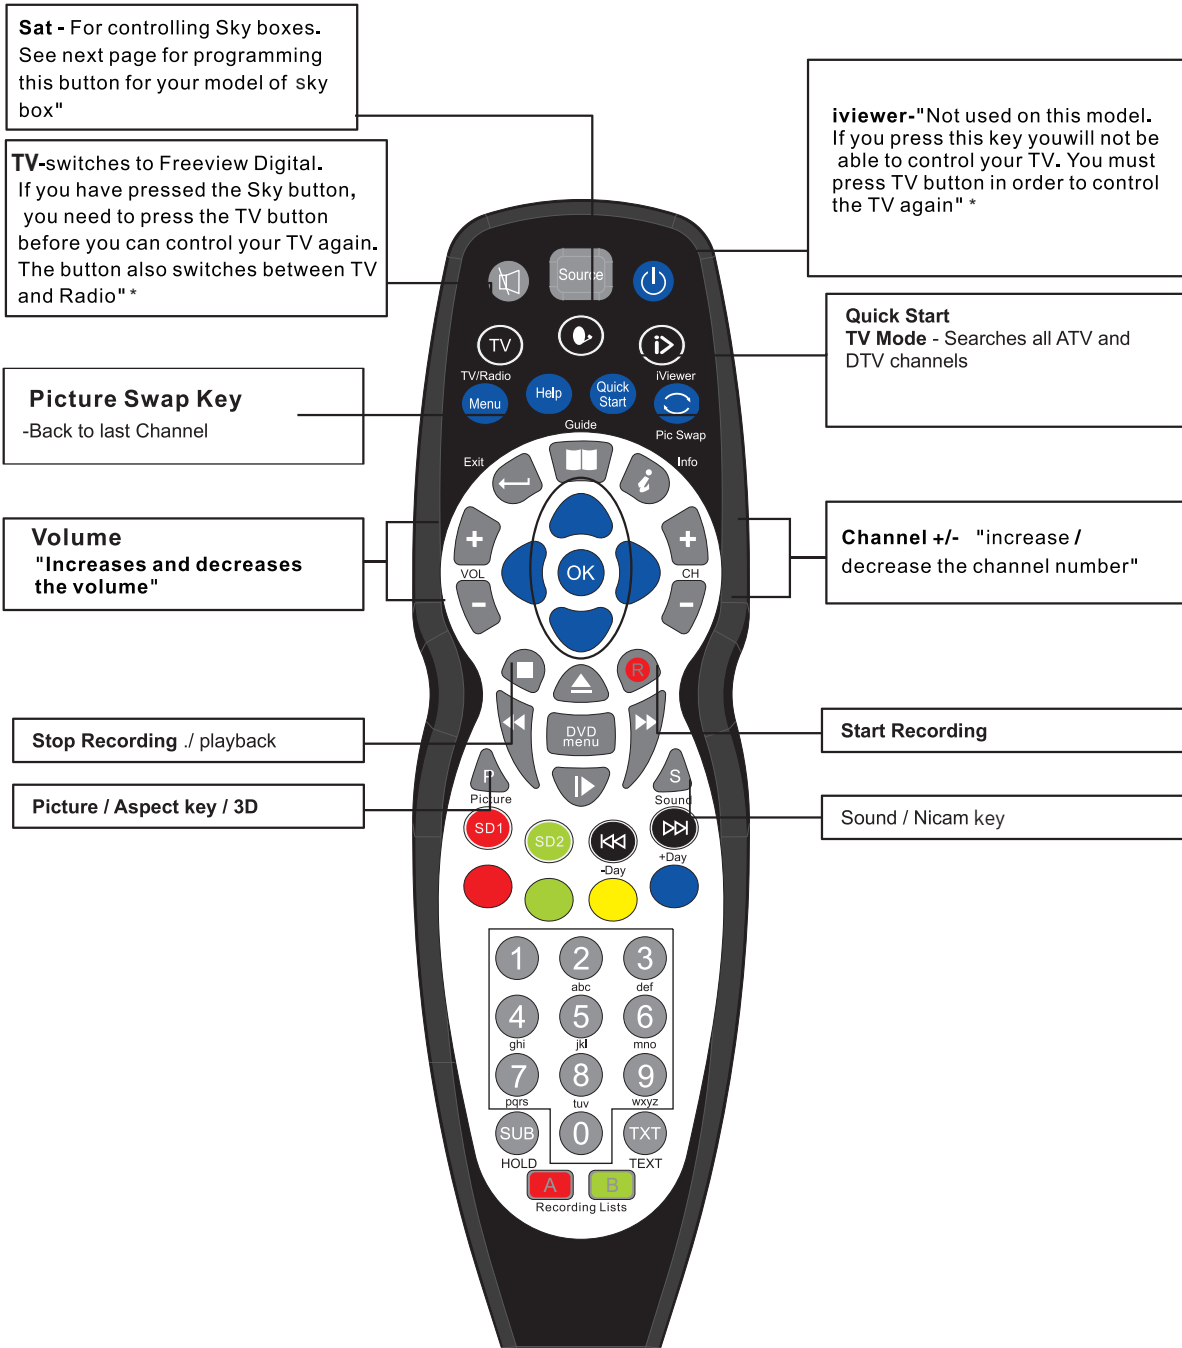 Sat - For controlling Sky boxes.
See next page for programming
this button for your model of sky
box"
TV-switches to Freeview Digital.
If you have pressed the Sky button,
you need to press the TV button
before you can control your TV again.
The button also switches between TV
and Radio" *
iviewer-"Not used on this model.
If you press this key youwill not be
able to control your TV. You must
press TV button in order to control
the TV again" *
Quick Start
TV Mode - Searches all ATV and
DTV channels
Picture Swap Key
-Back to last Channel
Volume
"Increases and decreases
the volume"
Channel +/- "increase /
decrease the channel number"
Stop Recording ./ playback
Start Recording
Picture / Aspect key / 3D
Sound / Nicam key
Source
TV
i>
TV/Radio
iViewer
Menu
Help
Quick
Start
Guide
Pic Swap
Exit
i
Info
+
+
VOL
OK
CH
-
-
R
DVD
menu
P
S
Picture
Sound
SD1
SD2
+Day
-Day
1
2
3
abc
def
4
5
6
ghi
jkl
mno
7
8
9
pqrs
tuv
wxyz
SUB
0
TXT
HOLD
TEXT
A
B
Recording Lists